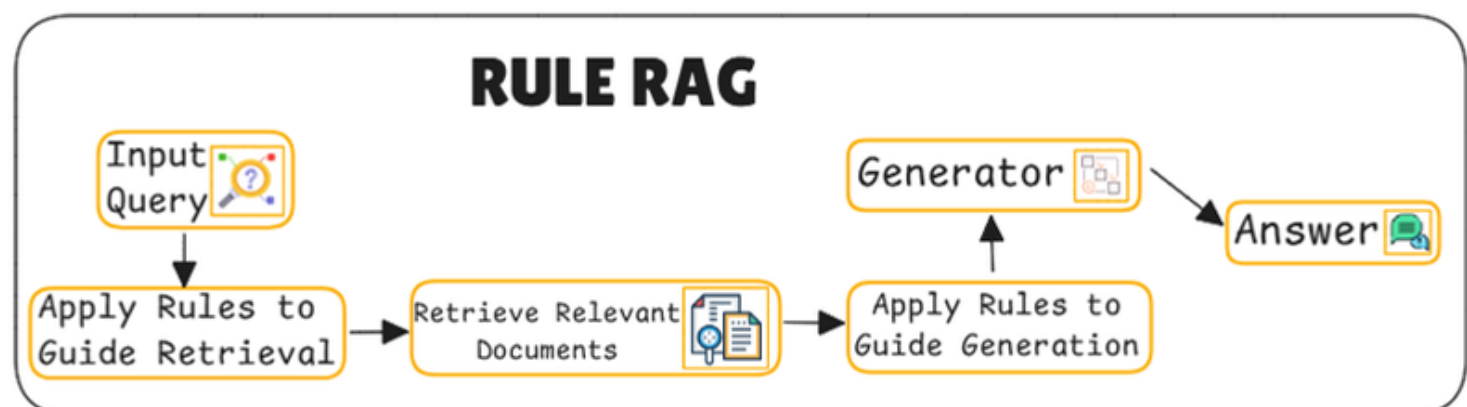 RULE RAG
Input
Query
?
Apply Rules to
Guide Retrieval
Retrieve Relevant
Documents
Apply Rules to
Guide Generation
Generator
Answer